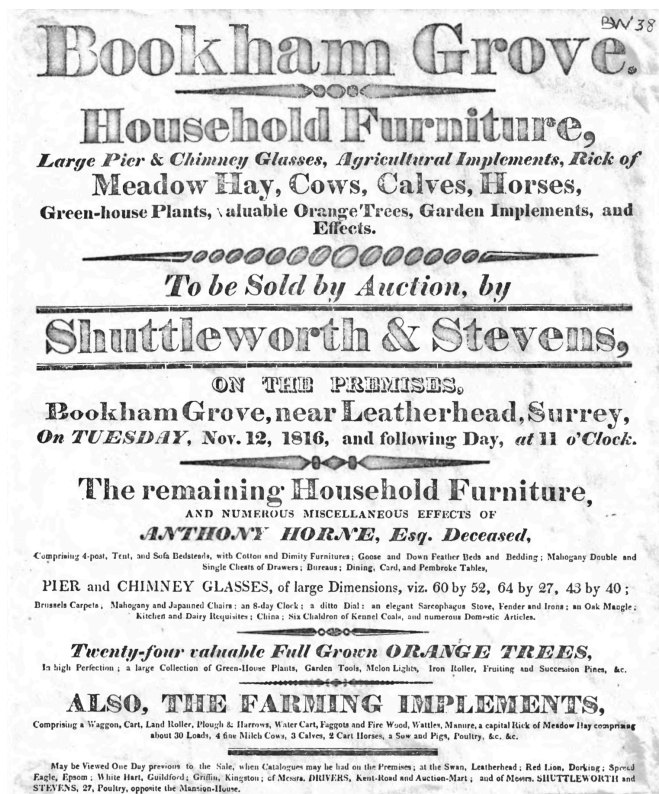 BW 38
Bookham Grove.
Household Furniture,
Large Pier & Chimney Glasses, Agricultural Implements, Rick of
Meadow Hay, Cows, Calves, Horses,
Green-house Plants, \aluable Orange Trees, Garden Implements, and
Effects.
To be Sold by Auction, by
Shuttleworth & Stevens,
ON THE PREMISES,
Bookham Grove, near Leatherhead, Surrey,
On TUESDAY, Nov. 12, 1816, and following Day, at 11 o'Clock.
The remaining Household Furniture,
AND NUMEROUS MISCELLANEOUS EFFECTS OF
ANTHONY HORNE, Esq. Deceased,
Comprising 4-post, Tent, and Sofa Bedsteads, with Cotton and Dimity Furnitures; Goose and Down Feather Beds and Bedding; Mahogany Double and
Single Chests of Drawers; Bureaus; Dining, Card, and Pembroke Tables,
PIER and CHIMNEY GLASSES, of large Dimensions, viz. 60 by 52, 64 by 27, 43 by 40;
Brussels Carpets, Mahogany and Japanned Chairs: an 8-day Clock; a ditto Dial: an elegant Sarcophagus Stove, Fender and Irons; an Oak Mangle;
Kitchen and Dairy Requisites; China; Six Chaldron of Kennel Coals, and numerous Domestic Articles.
Twenty-four valuable Full Grown ORANGE TREES,
In high Perfection; a large Collection of Green-House Plants, Garden Tools, Melon Lights, Iron Roller, Fruiting and Succession Pines, &c.
ALSO, THE FARMING IMPLEMENTS,
Comprising a Waggon, Cart, Land Roller, Plough & Harrows, Water Cart, Faggots and Fire Wood, Wattles, Manure, a capital Rick of Meadow Hay comprising
about 30 Loads, 4 fine Milch Cows, 3 Calves, 2 Cart Horses, a Sow and Pigs, Poultry, &c. &c.
May be Viewed One Day previous to the Sale, when Catalogues may be had on the Premises; at the Swan, Leatherhead; Red Lion, Dorking; Spread
Eagle, Epsom; White Hart, Guildford; Griffin, Kingston; of Messrs. DRIVERS, Kent-Road and Auction-Mart; and of Messrs. SHUTTLEWORTH and
STEVENS, 27, Poultry, opposite the Mansion-House.